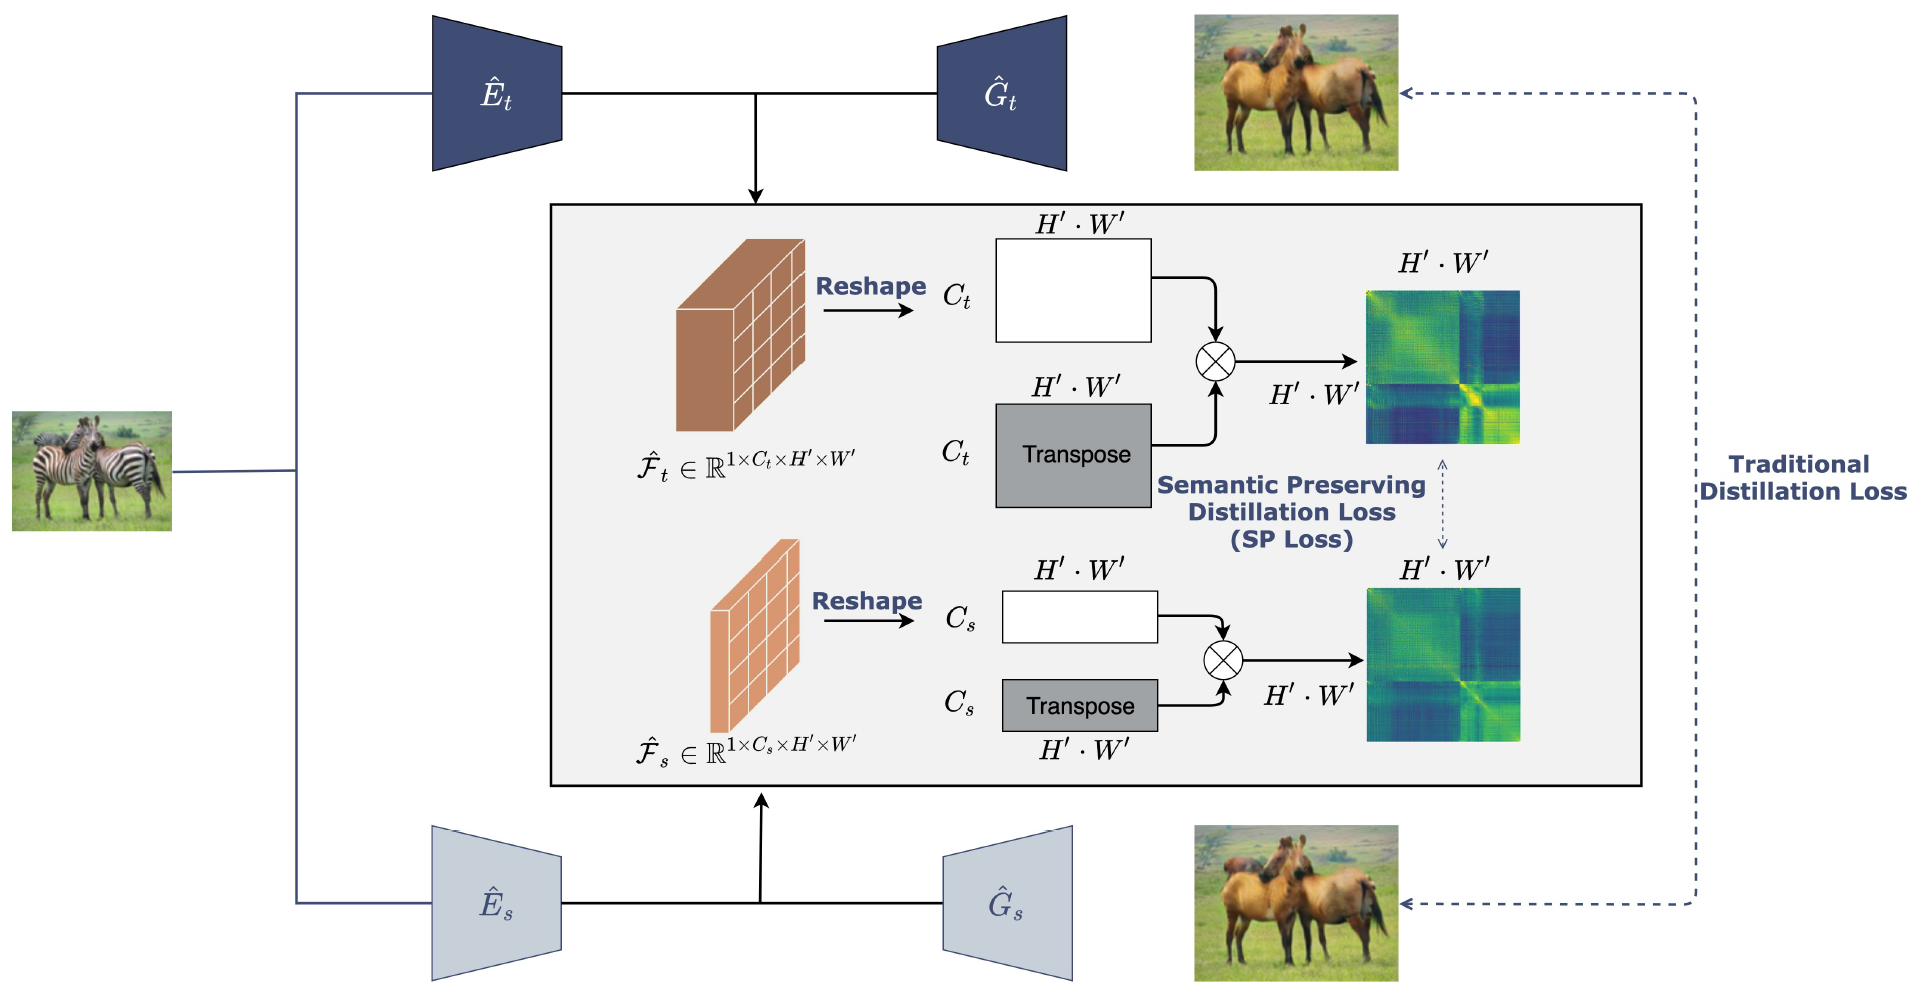 Ê_t
Ĝ_t
H′ · W′
Reshape
C_t
H′ · W′
H′ · W′
H′ · W′
C_t
Transpose
F̂_t ∈ ℝ^{1×C_t×H′×W′}
Semantic Preserving
Distillation Loss
(SP Loss)
Traditional
Distillation Loss
H′ · W′
H′ · W′
Reshape
C_s
C_s
Transpose
H′ · W′
H′ · W′
F̂_s ∈ ℝ^{1×C_s×H′×W′}
Ê_s
Ĝ_s